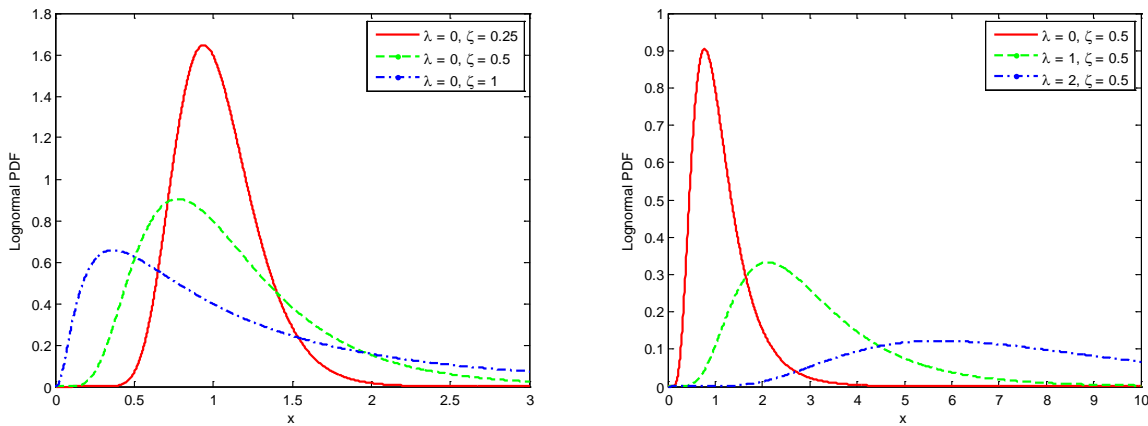 1.8
1.6
1.4
1.2
1
0.8
0.6
0.4
0.2
0
Lognormal PDF
λ = 0, ζ = 0.25
λ = 0, ζ = 0.5
λ = 0, ζ = 1
0 0.5 1 1.5 2 2.5 3
x
1
0.9
0.8
0.7
0.6
0.5
0.4
0.3
0.2
0.1
0
Lognormal PDF
λ = 0, ζ = 0.5
λ = 1, ζ = 0.5
λ = 2, ζ = 0.5
0 1 2 3 4 5 6 7 8 9 10
x